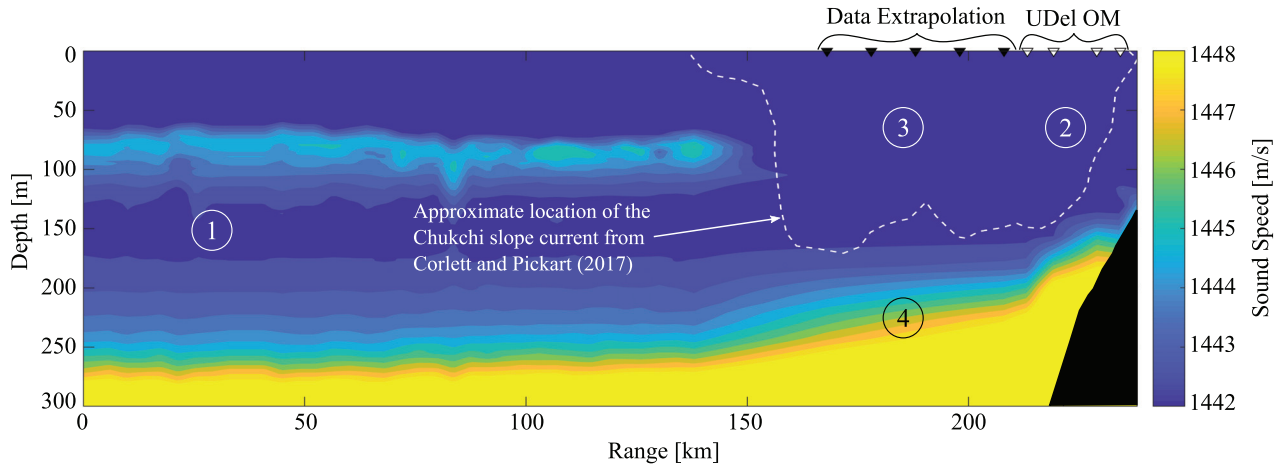 Data Extrapolation UDel OM
0
50
100
150
200
250
300
Depth [m]
3
2
1
4
Approximate location of the
Chukchi slope current from
Corlett and Pickart (2017)
0 50 100 150 200
Range [km]
1448
1447
1446
1445
1444
1443
1442
Sound Speed [m/s]